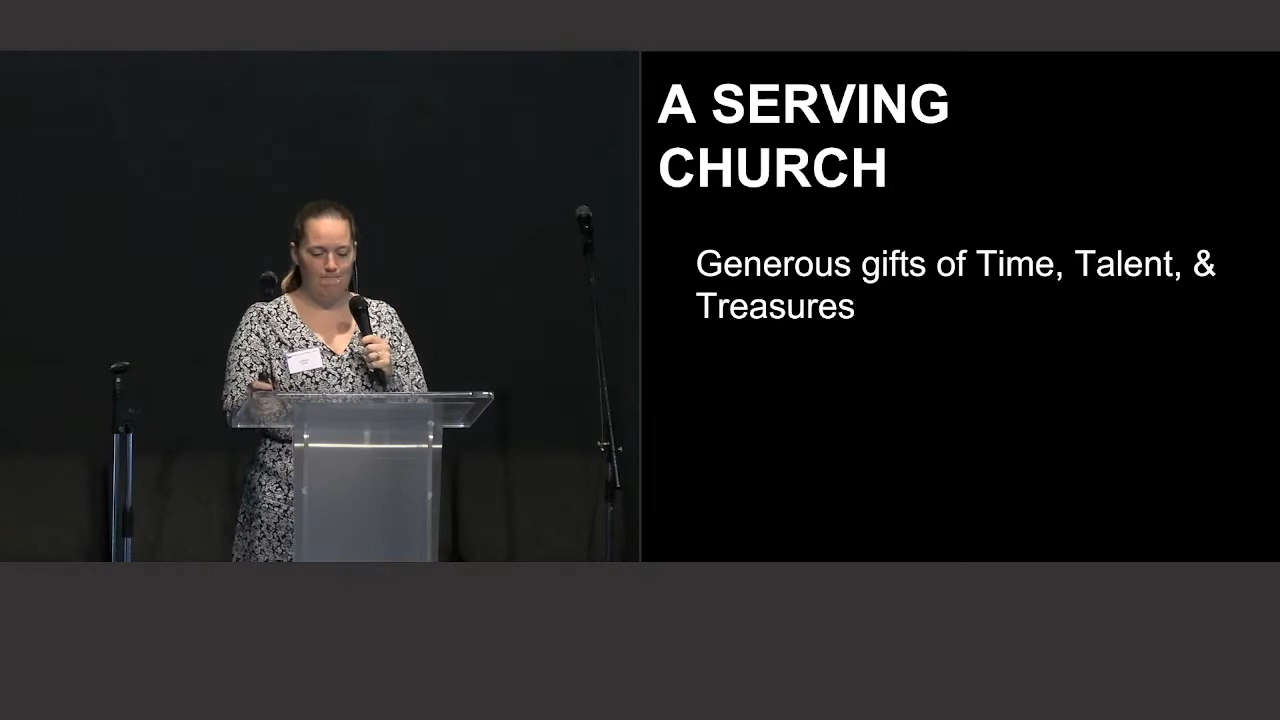 A SERVING
CHURCH
Generous gifts of Time, Talent, &
Treasures